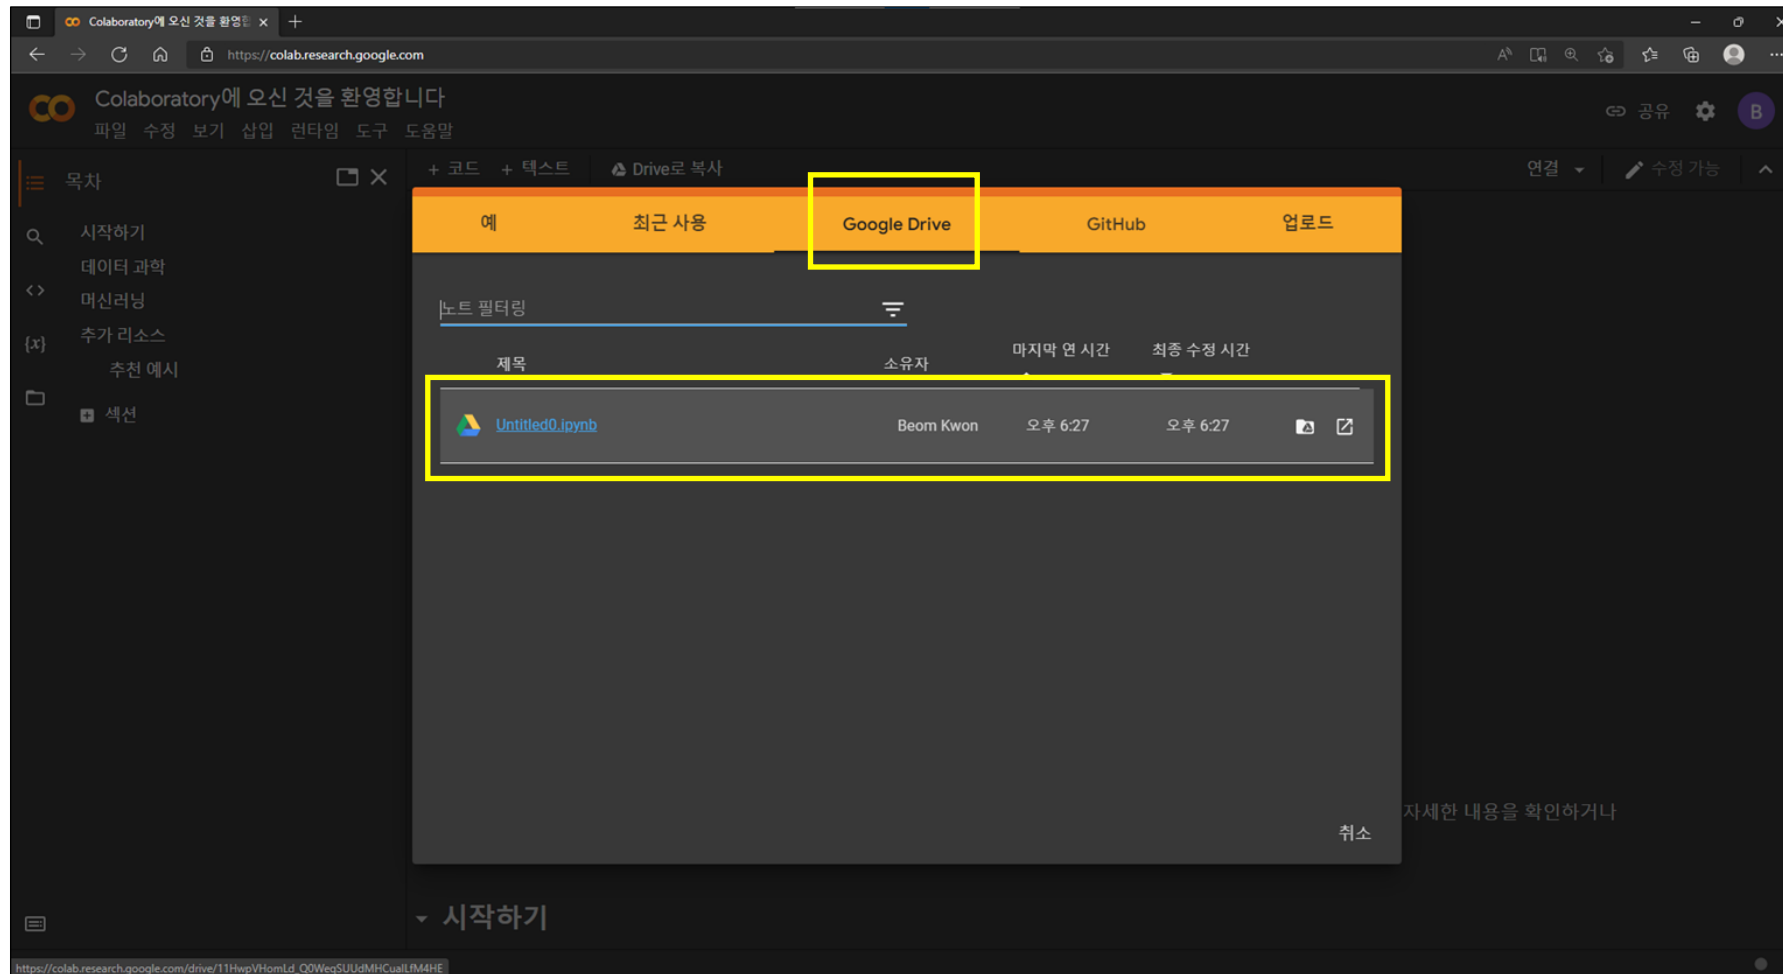 Colaboratory에 오신 것을 환영합
https://colab.research.google.com
Colaboratory에 오신 것을 환영합니다
파일 수정 보기 삽입 런타임 도구 도움말
공유
B
목차
+ 코드 + 텍스트 Drive로 복사
연결
수정 가능
시작하기
데이터 과학
머신러닝
추가 리소스
추천 예시
섹션
예 최근 사용 Google Drive GitHub 업로드
노트 필터링
제목 소유자 마지막 연 시간 최종 수정 시간
Untitled0.ipynb Beom Kwon 오후 6:27 오후 6:27
자세한 내용을 확인하거나
취소
시작하기